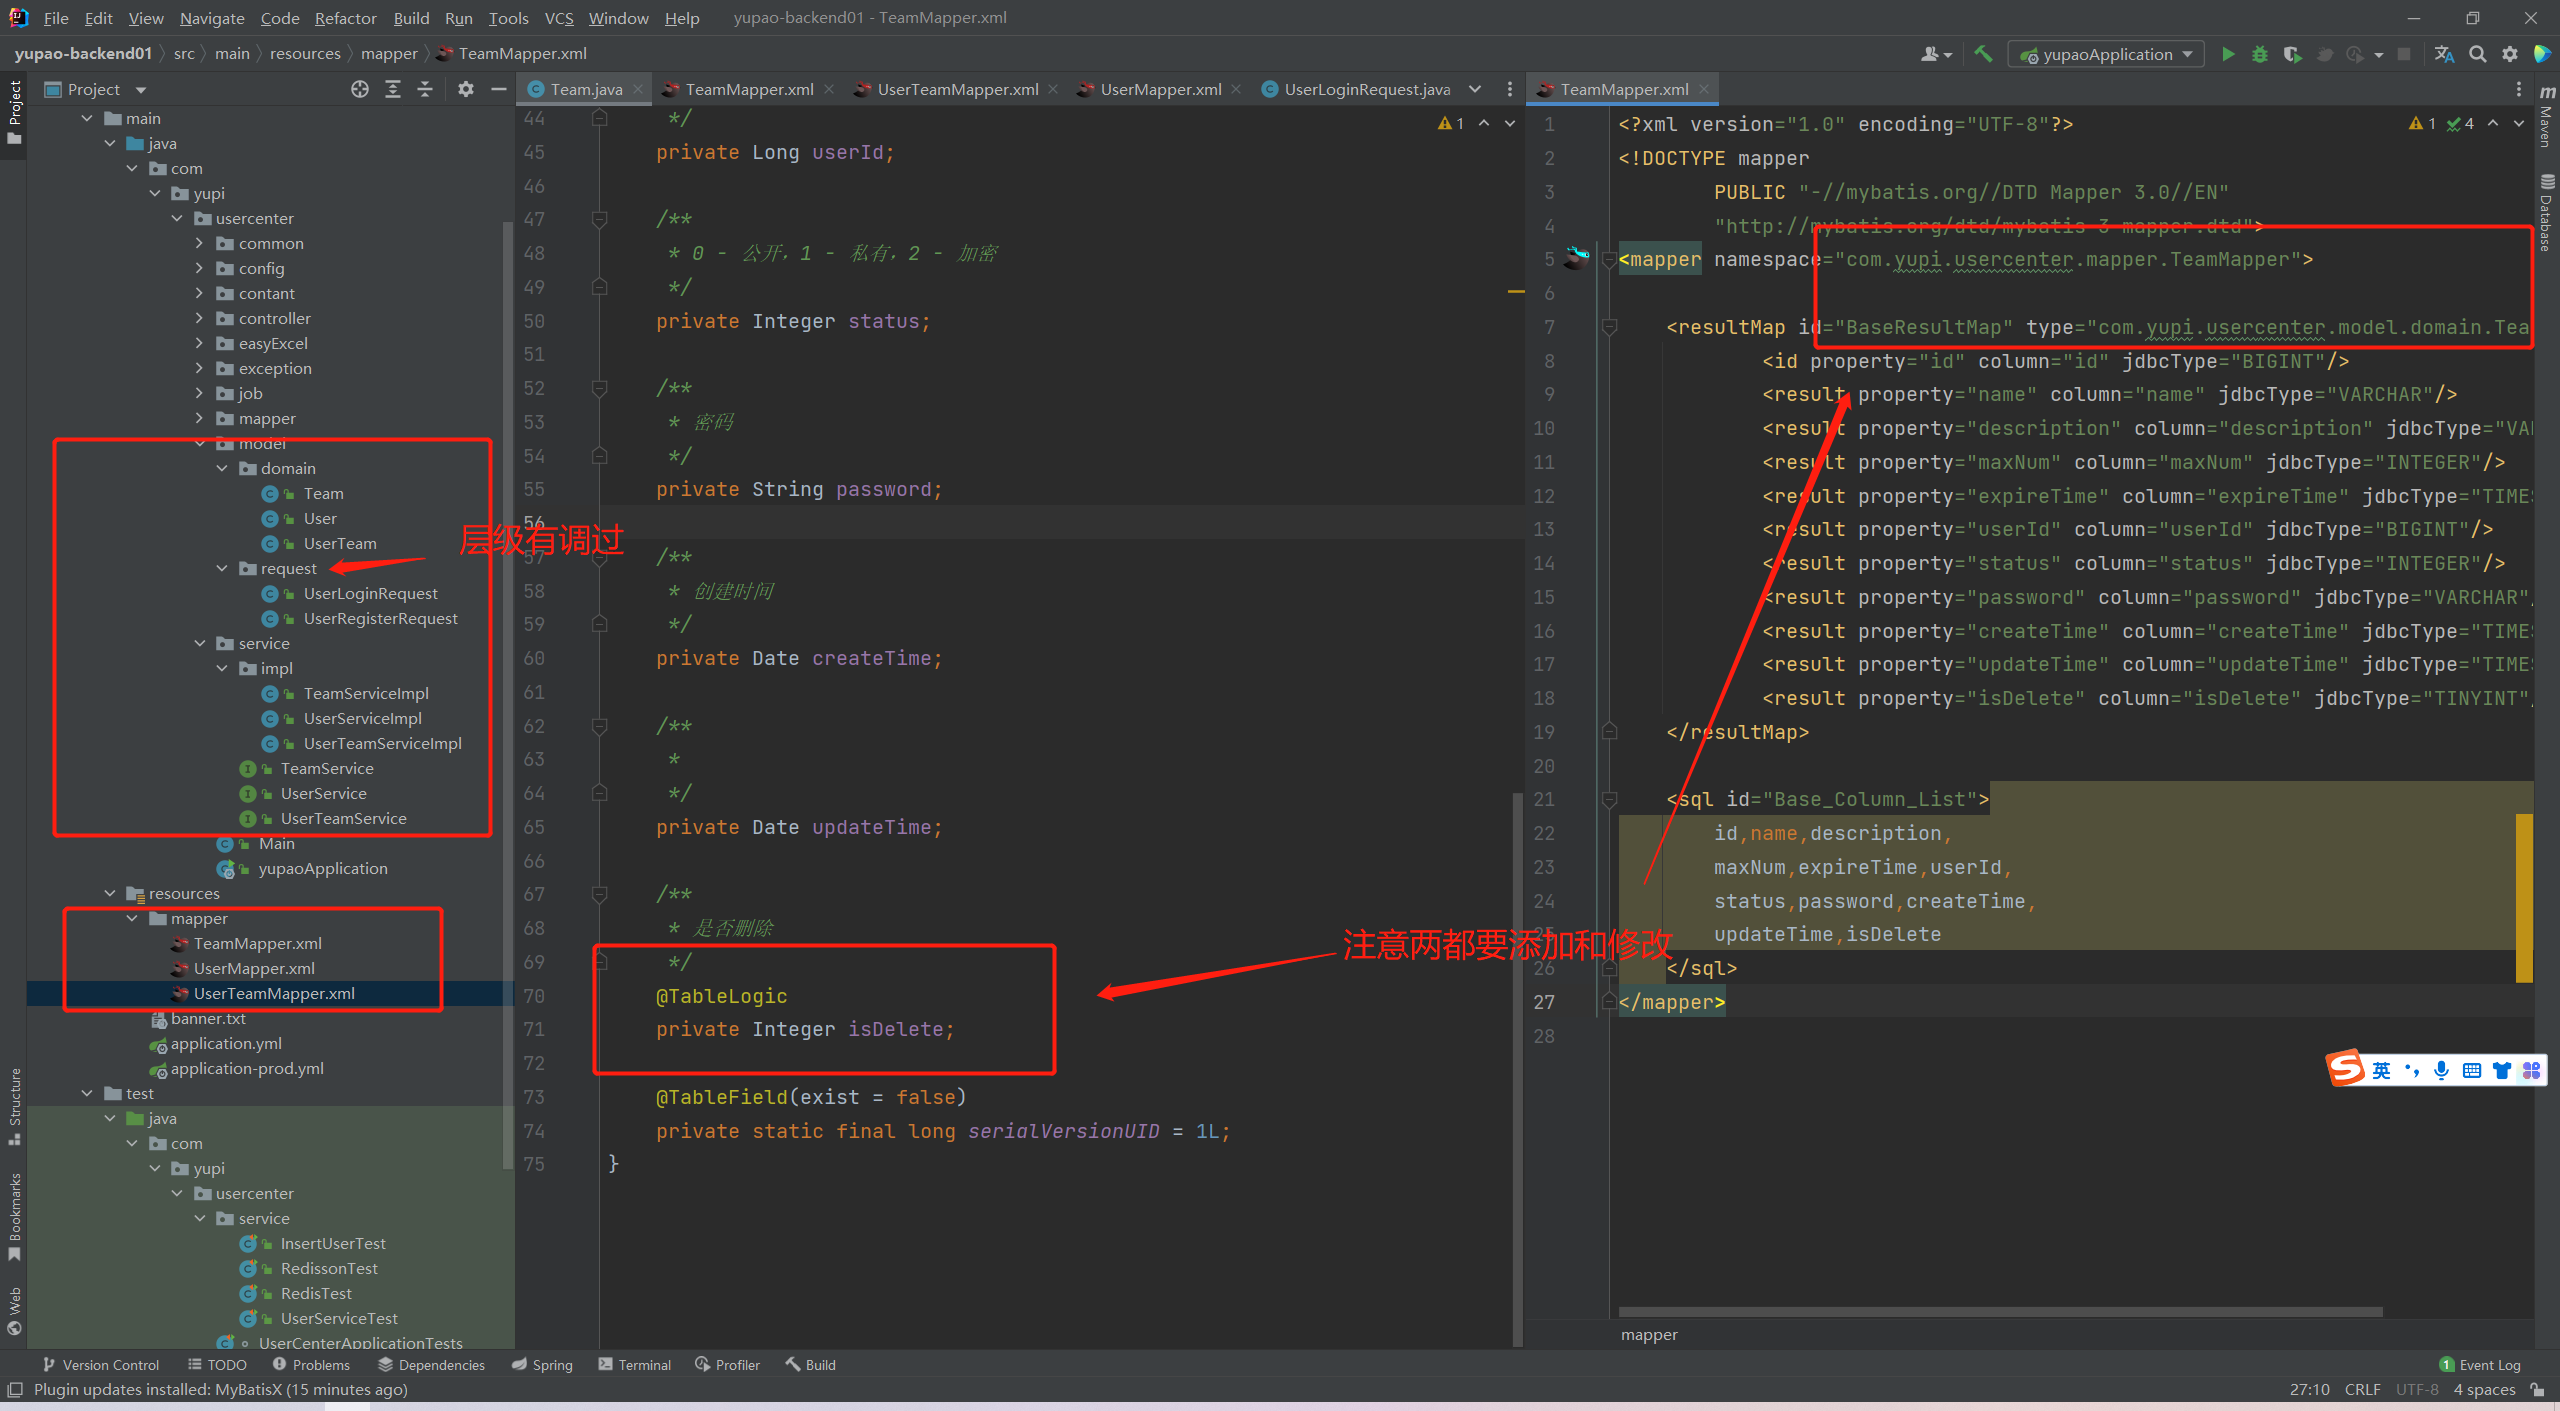 File Edit View Navigate Code Refactor Build Run Tools VCS Window Help yupao-backend01 - TeamMapper.xml
yupao-backend01 src main resources mapper TeamMapper.xml
yupaoApplication
Project
Team.java TeamMapper.xml UserTeamMapper.xml UserMapper.xml UserLoginRequest.java
TeamMapper.xml
Project
Structure
Bookmarks
Web
main
java
com
yupi
usercenter
common
config
contant
controller
easyExcel
exception
job
mapper
model
domain
Team
User
UserTeam
request
UserLoginRequest
UserRegisterRequest
service
impl
TeamServiceImpl
UserServiceImpl
UserTeamServiceImpl
TeamService
UserService
UserTeamService
Main
yupaoApplication
resources
mapper
TeamMapper.xml
UserMapper.xml
UserTeamMapper.xml
banner.txt
application.yml
application-prod.yml
test
java
com
yupi
usercenter
service
InsertUserTest
RedissonTest
RedisTest
UserServiceTest
UserCenterApplicationTests
层级有调过
1
44 */
45 private Long userId;
46
47 /**
48 * 0 - 公开，1 - 私有，2 - 加密
49 */
50 private Integer status;
51
52 /**
53 * 密码
54 */
55 private String password;
56
57 /**
58 * 创建时间
59 */
60 private Date createTime;
61
62 /**
63 *
64 */
65 private Date updateTime;
66
67 /**
68 * 是否删除
69 */
70 @TableLogic
71 private Integer isDelete;
72
73 @TableField(exist = false)
74 private static final long serialVersionUID = 1L;
75 }
注意两都要添加和修改
1 4
1 <?xml version="1.0" encoding="UTF-8"?>
2 <!DOCTYPE mapper
3 PUBLIC "-//mybatis.org//DTD Mapper 3.0//EN"
4 "http://mybatis.org/dtd/mybatis-3-mapper.dtd">
5 <mapper namespace="com.yupi.usercenter.mapper.TeamMapper">
6
7 <resultMap id="BaseResultMap" type="com.yupi.usercenter.model.domain.Tea
8 <id property="id" column="id" jdbcType="BIGINT"/>
9 <result property="name" column="name" jdbcType="VARCHAR"/>
10 <result property="description" column="description" jdbcType="VAR
11 <result property="maxNum" column="maxNum" jdbcType="INTEGER"/>
12 <result property="expireTime" column="expireTime" jdbcType="TIMES
13 <result property="userId" column="userId" jdbcType="BIGINT"/>
14 <result property="status" column="status" jdbcType="INTEGER"/>
15 <result property="password" column="password" jdbcType="VARCHAR"/
16 <result property="createTime" column="createTime" jdbcType="TIMES
17 <result property="updateTime" column="updateTime" jdbcType="TIMES
18 <result property="isDelete" column="isDelete" jdbcType="TINYINT"/
19 </resultMap>
20
21 <sql id="Base_Column_List">
22 id,name,description,
23 maxNum,expireTime,userId,
24 status,password,createTime,
25 updateTime,isDelete
26 </sql>
27 </mapper>
28
mapper
Maven
Database
英
Version Control TODO Problems Dependencies Spring Terminal Profiler Build 1 Event Log
Plugin updates installed: MyBatisX (15 minutes ago) 27:10 CRLF UTF-8 4 spaces